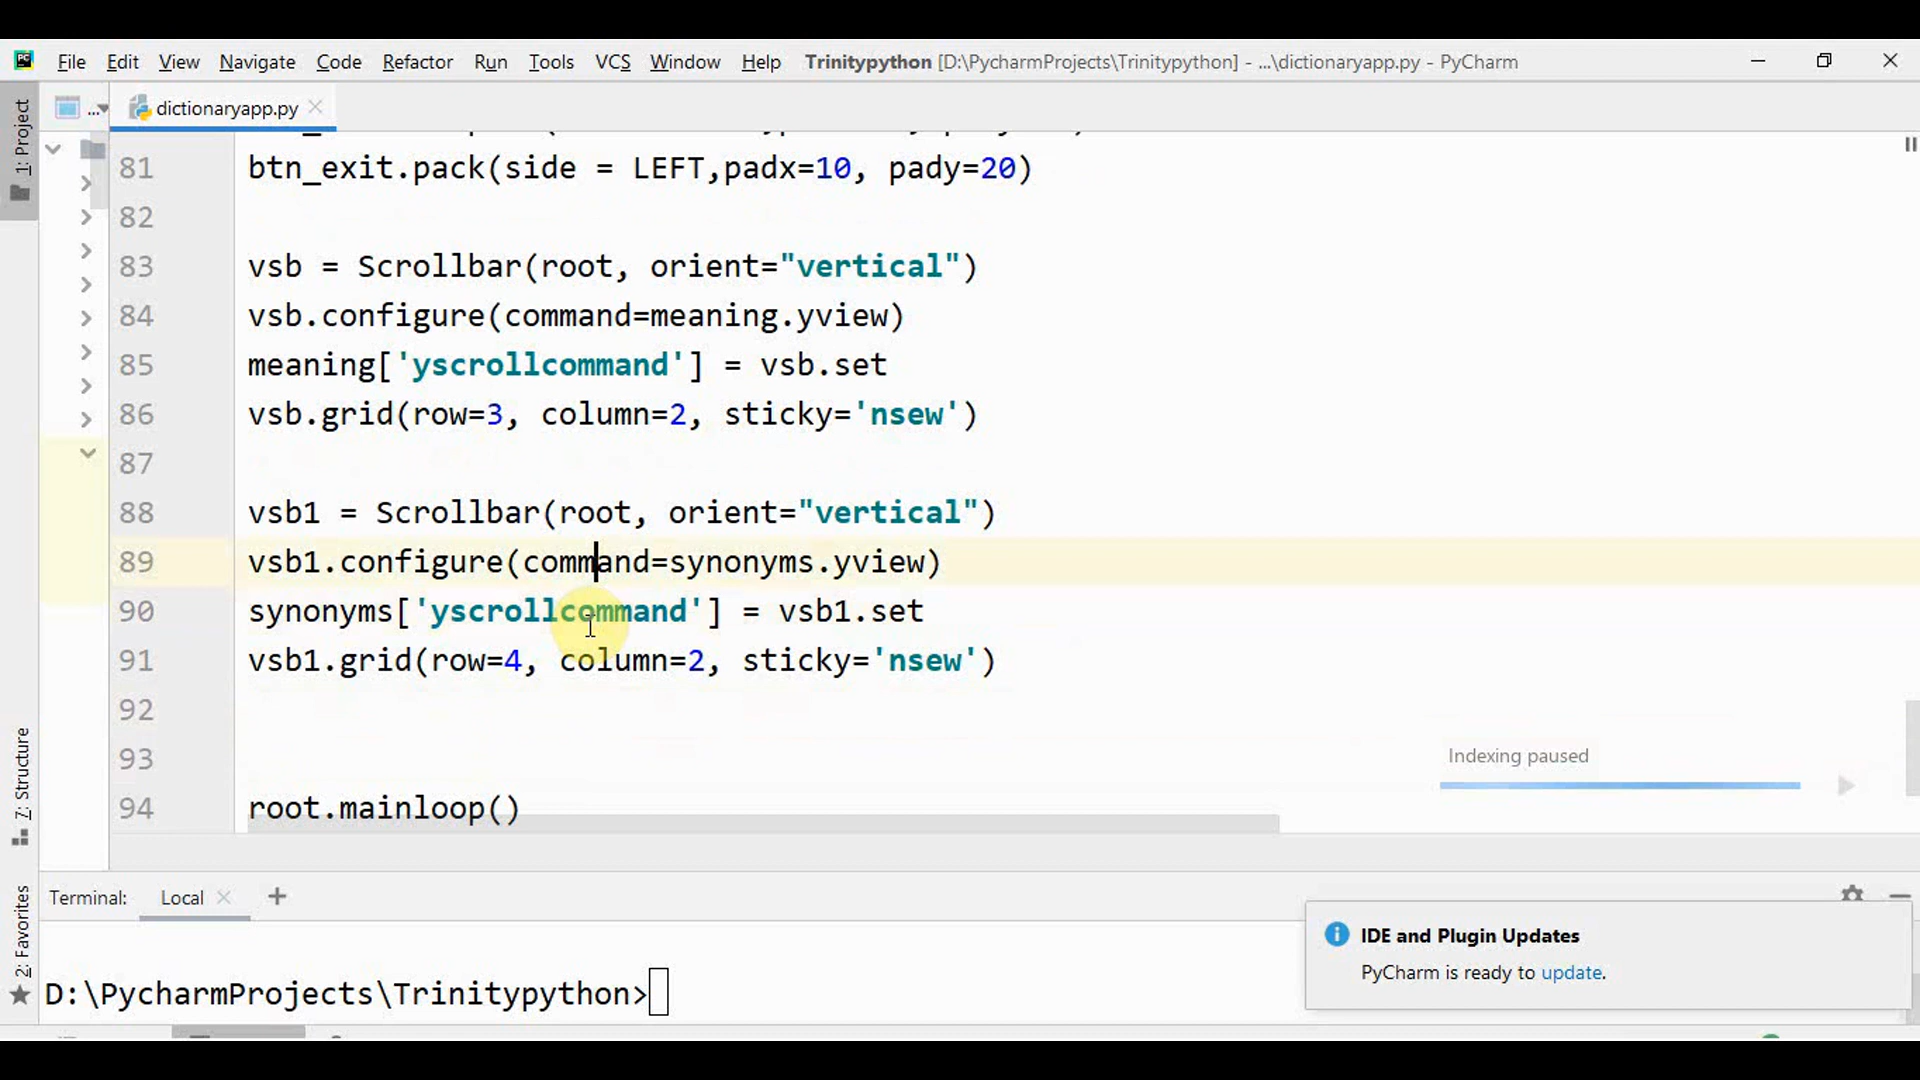 File Edit View Navigate Code Refactor Run Tools VCS Window Help Trinitypython [D:\PycharmProjects\Trinitypython] - ...\dictionaryapp.py - PyCharm
1: Project
... dictionaryapp.py
81 btn_exit.pack(side = LEFT,padx=10, pady=20)
82
83 vsb = Scrollbar(root, orient="vertical")
84 vsb.configure(command=meaning.yview)
85 meaning['yscrollcommand'] = vsb.set
86 vsb.grid(row=3, column=2, sticky='nsew')
87
88 vsb1 = Scrollbar(root, orient="vertical")
89 vsb1.configure(command=synonyms.yview)
90 synonyms['yscrollcommand'] = vsb1.set
91 vsb1.grid(row=4, column=2, sticky='nsew')
92
93
94 root.mainloop()
Indexing paused
7: Structure
2: Favorites
Terminal: Local +
D:\PycharmProjects\Trinitypython>
IDE and Plugin Updates
PyCharm is ready to update.